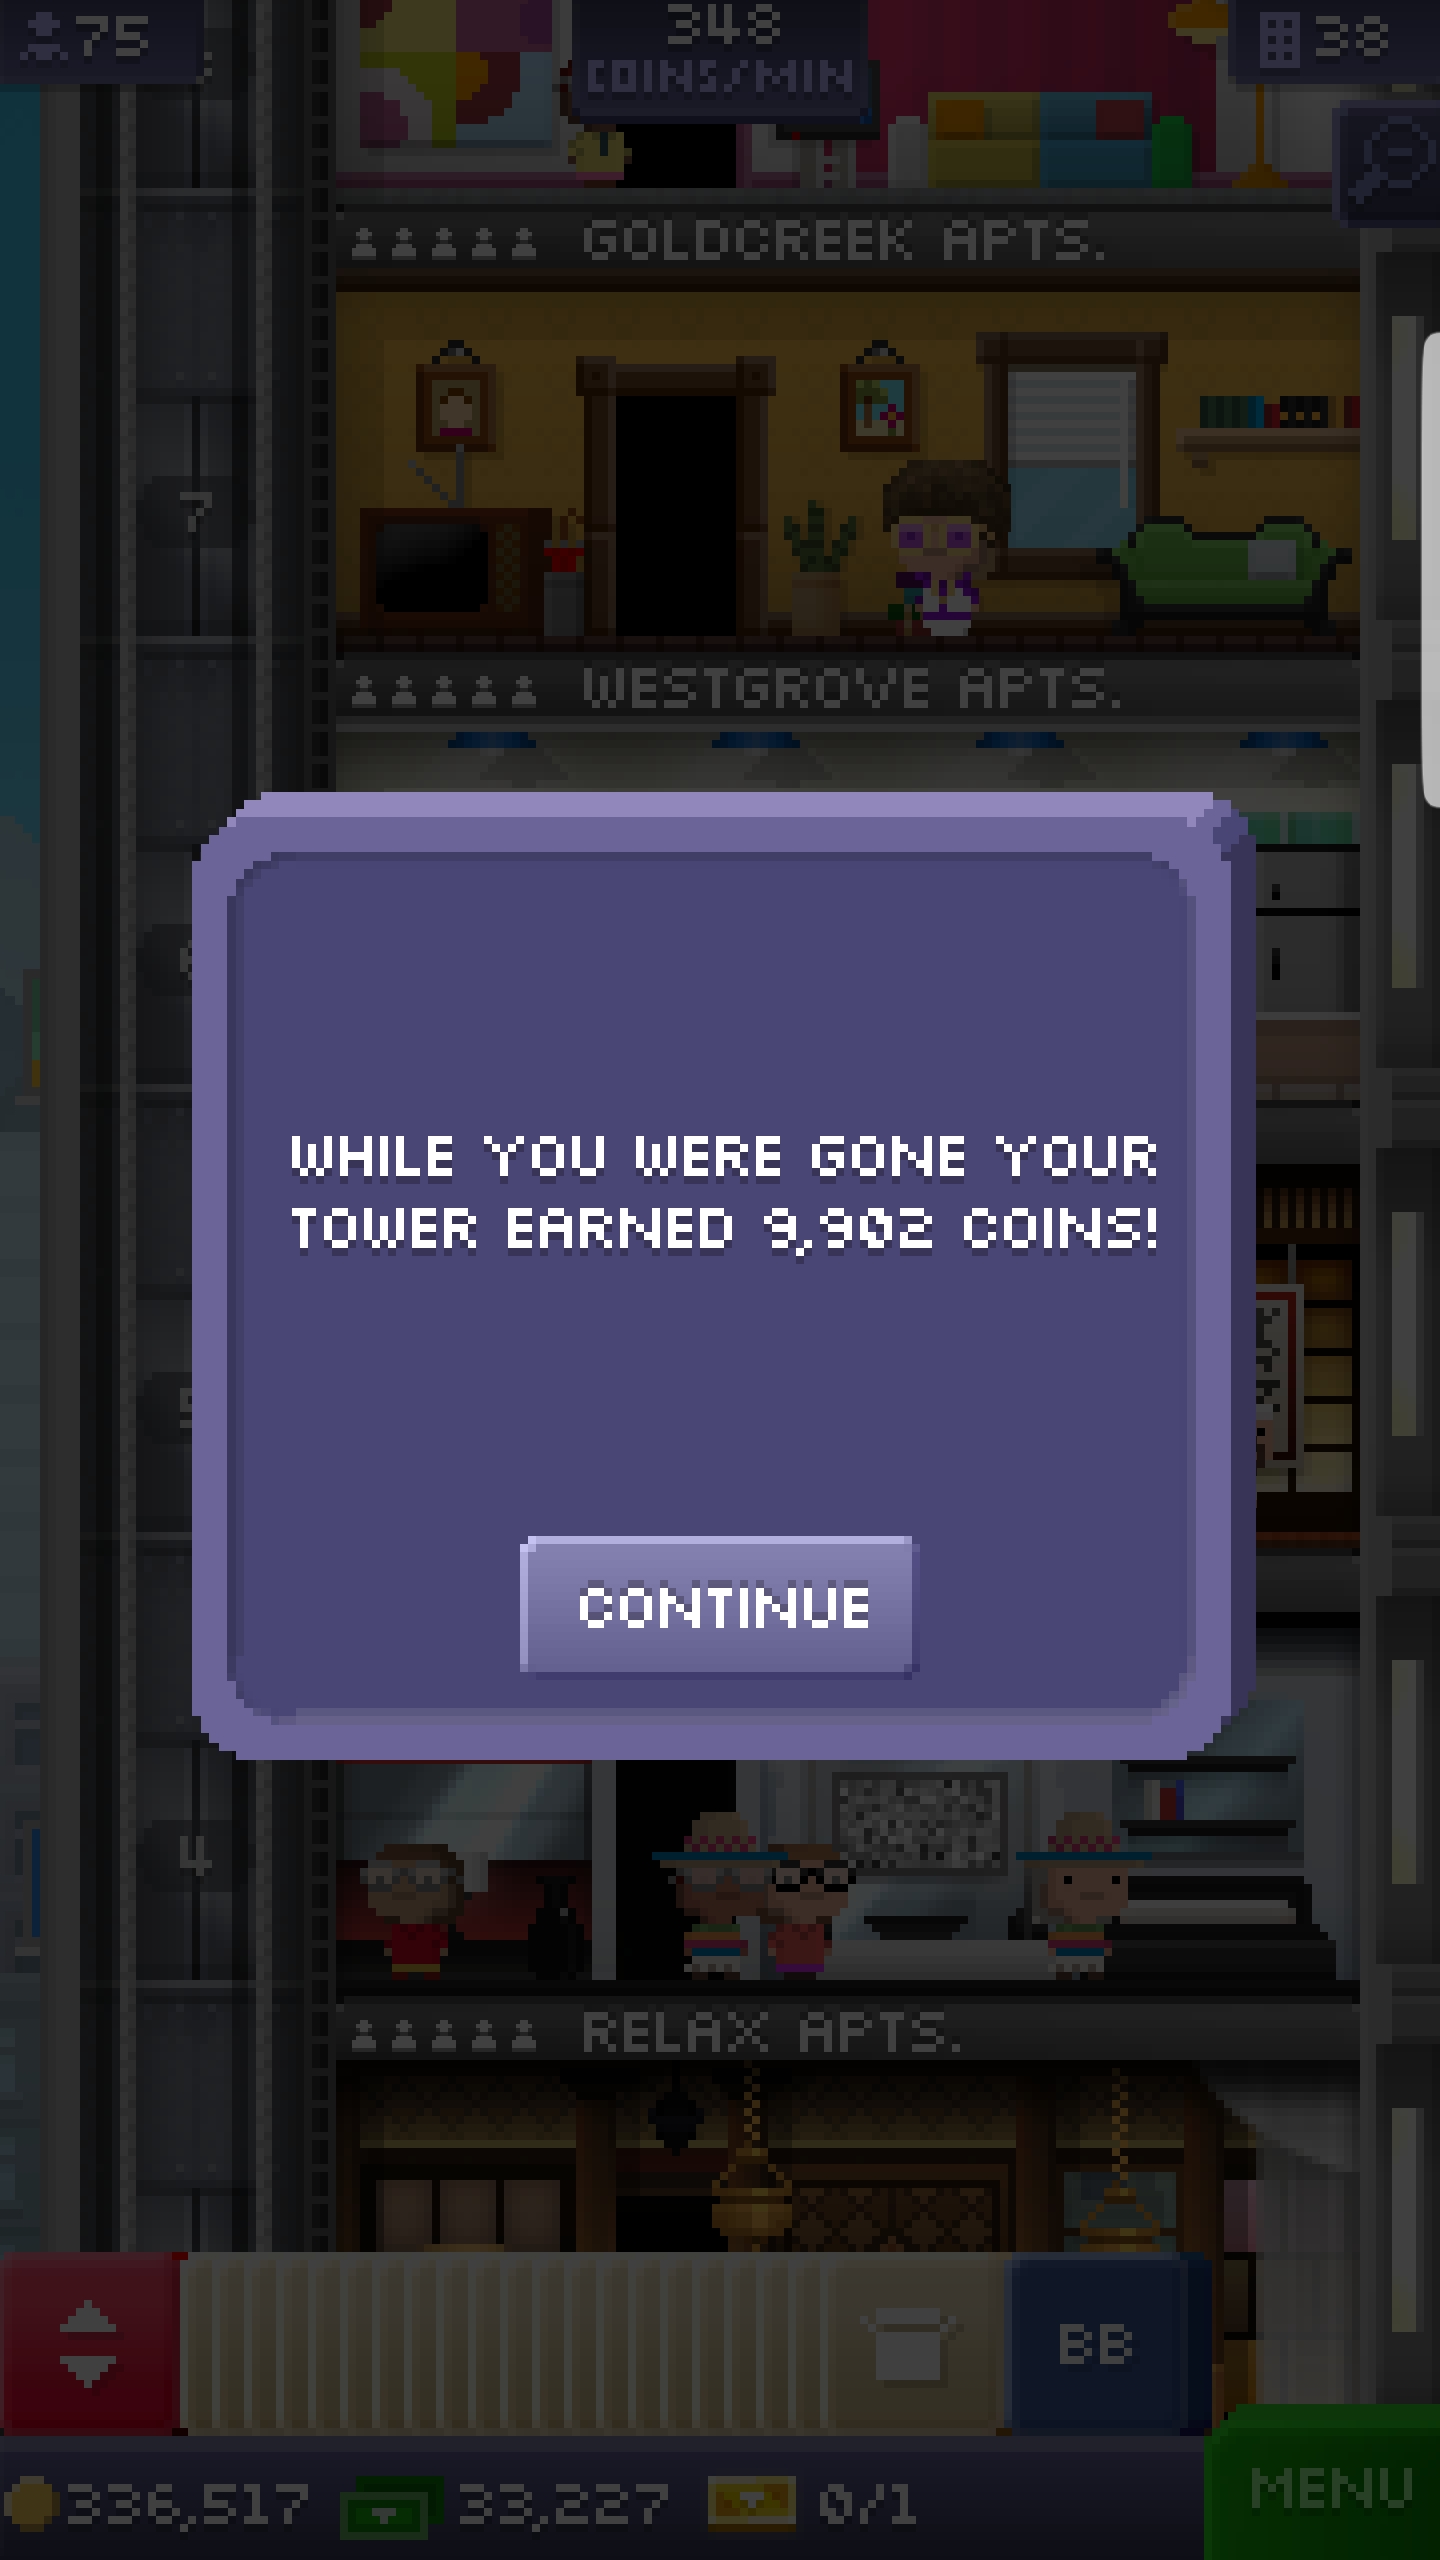 75
348
COINS/MIN
38
GOLDCREEK APTS.
7
WESTGROVE APTS.
WHILE YOU WERE GONE YOUR
TOWER EARNED 9,902 COINS!
CONTINUE
4
RELAX APTS.
BB
336,517
33,227
0/1
MENU